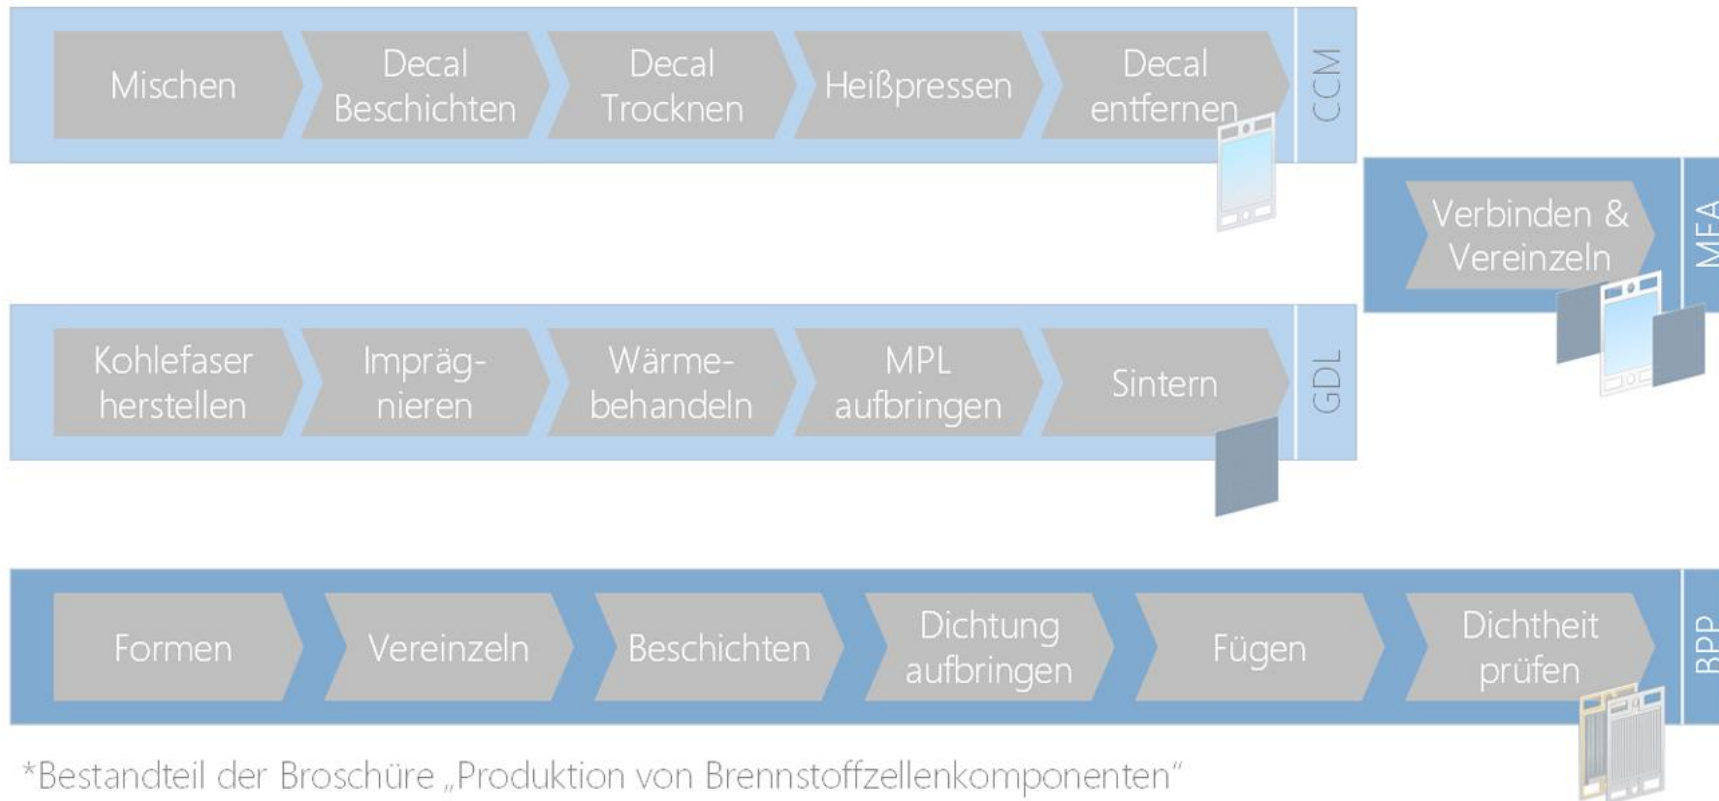 Mischen
Decal
Beschichten
Decal
Trocknen
Heißpressen
Decal
entfernen
CCM
Verbinden &
Vereinzeln
MEA
Kohlefaser
herstellen
Impräg-
nieren
Wärme-
behandeln
MPL
aufbringen
Sintern
GDL
Formen
Vereinzeln
Beschichten
Dichtung
aufbringen
Fügen
Dichtheit
prüfen
BPP
*Bestandteil der Broschüre „Produktion von Brennstoffzellenkomponenten“